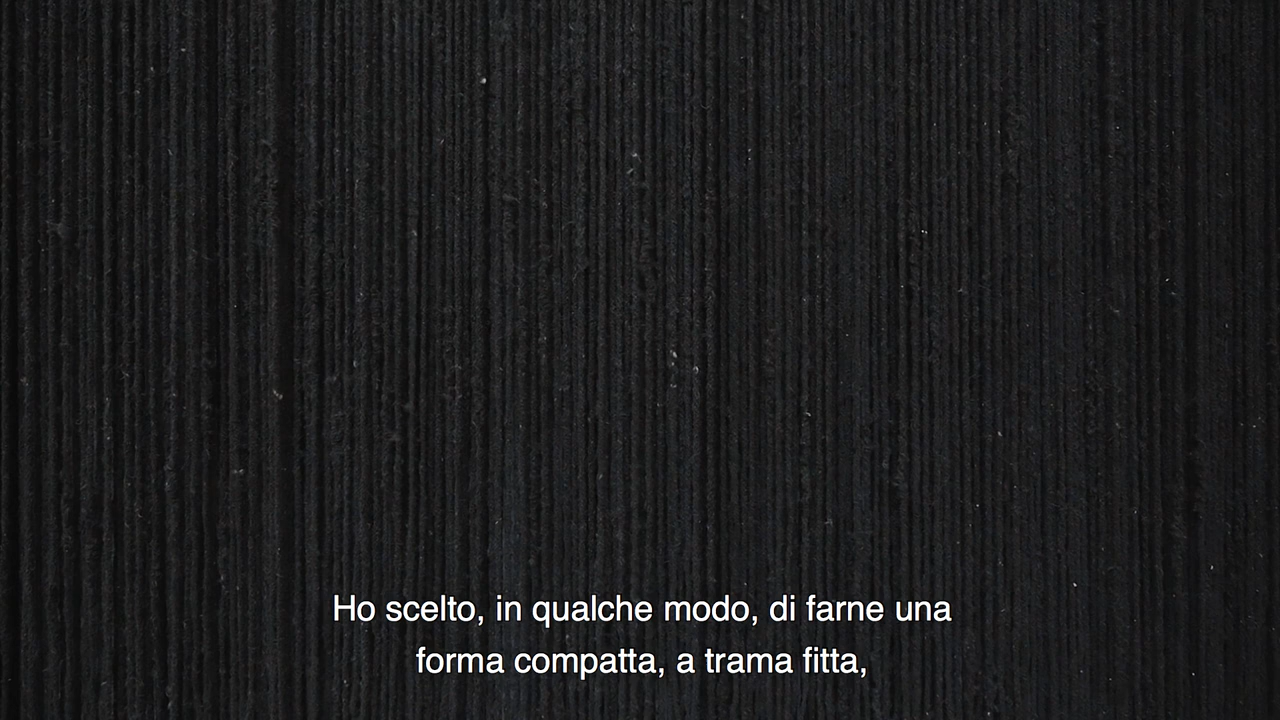 Ho scelto, in qualche modo, di farne una
forma compatta, a trama fitta,